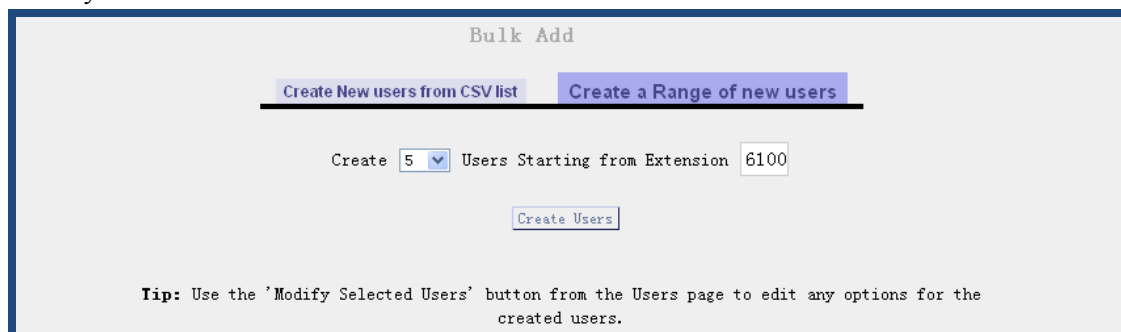 Bulk Add
Create New users from CSV list Create a Range of new users
Create 5 Users Starting from Extension 6100
Create Users
Tip: Use the 'Modify Selected Users' button from the Users page to edit any options for the
created users.